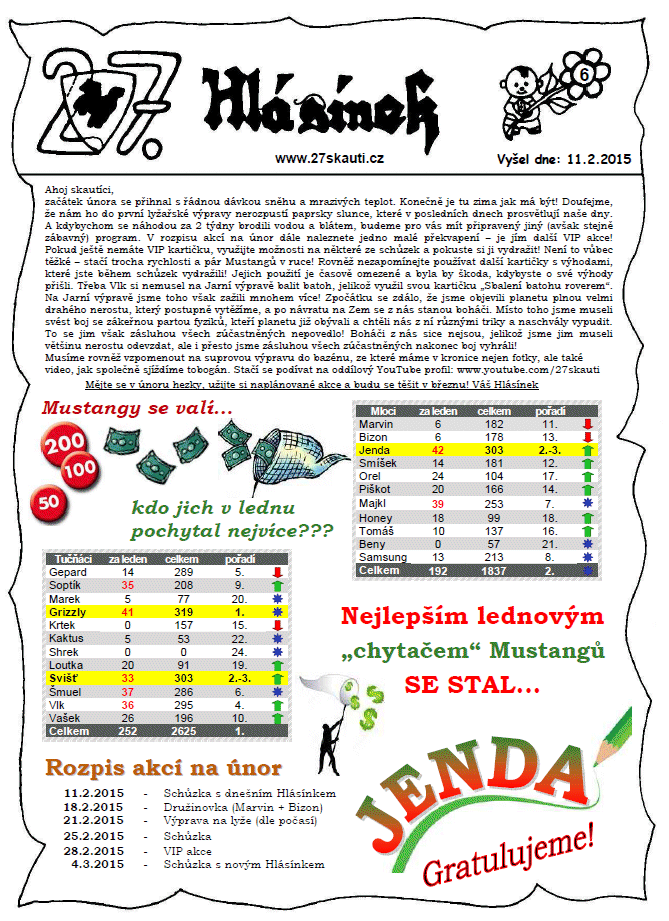 27. Hlásínek
6
www.27skauti.cz
Vyšel dne: 11.2.2015
Ahoj skautíci,
začátek února se přihnal s řádnou dávkou sněhu a mrazivých teplot. Konečně je tu zima jak má být! Doufejme,
že nám ho do první lyžařské výpravy nerozpustí paprsky slunce, které v posledních dnech prosvětlují naše dny.
A kdybychom se náhodou za 2 týdny brodili vodou a blátem, budeme pro vás mít připravený jiný (avšak stejně
zábavný) program. V rozpisu akcí na únor dále naleznete jedno malé překvapení – je jím další VIP akce!
Pokud ještě nemáte VIP kartičku, využijte možnosti na některé ze schůzek a pokuste si ji vydražit! Není to vůbec
těžké – stačí trocha rychlosti a pár Mustangů v ruce! Rovněž nezapomínejte používat další kartičky s výhodami,
které jste během schůzek vydražili! Jejich použití je časově omezené a byla by škoda, kdybyste o své výhody
přišli. Třeba Vlk si nemusel na Jarní výpravě balit batoh, jelikož využil svou kartičku „Sbalení batohu roverem“.
Na Jarní výpravě jsme toho však zažili mnohem více! Zpočátku se zdálo, že jsme objevili planetu plnou velmi
drahého nerostu, který postupně vytěžíme, a po návratu na Zem se z nás stanou boháči. Místo toho jsme museli
svést boj se zákeřnou partou fyziků, kteří planetu již obývali a chtěli nás z ní různými triky a naschvály vypudit.
To se jim však zásluhou všech zúčastněných nepovedlo! Boháči z nás sice nejsou, jelikož jsme jim museli
většinu nerostu odevzdat, ale i přesto jsme zásluhou všech zúčastněných nakonec boj vyhráli!
Musíme rovněž vzpomenout na suprovou výpravu do bazénu, ze které máme v kronice nejen fotky, ale také
video, jak společně sjíždíme tobogán. Stačí se podívat na oddílový YouTube profil: www.youtube.com/27skauti
Mějte se v únoru hezky, užijte si naplánované akce a budu se těšit v březnu! Váš Hlásínek
Mustangy se valí...
200
100
50
kdo jich v lednu
pochytal nejvíce???
Mloci za leden celkem pořadí
Marvin 6 182 11.
Bizon 6 178 13.
Jenda 42 303 2.-3.
Smíšek 14 181 12.
Orel 24 104 17.
Piškot 20 166 14.
Majkl 39 253 7.
Honey 18 99 18.
Tomáš 10 137 16.
Beny 0 57 21.
Samsung 13 213 8.
Celkem 192 1837 2.
Tučňáci za leden celkem pořadí
Gepard 14 289 5.
Soptík 35 208 9.
Marek 5 77 20.
Grizzly 41 319 1.
Krtek 0 157 15.
Kaktus 5 53 22.
Shrek 0 0 24.
Loutka 20 91 19.
Svišť 33 303 2.-3.
Šmuel 37 286 6.
Vlk 36 295 4.
Vašek 26 196 10.
Celkem 252 2625 1.
Nejlepším lednovým
„chytačem“ Mustangů
SE STAL...
JENDA
Gratulujeme!
Rozpis akcí na únor
11.2.2015 - Schůzka s dnešním Hlásínkem
18.2.2015 - Družinovka (Marvin + Bizon)
21.2.2015 - Výprava na lyže (dle počasí)
25.2.2015 - Schůzka
28.2.2015 - VIP akce
4.3.2015 - Schůzka s novým Hlásínkem